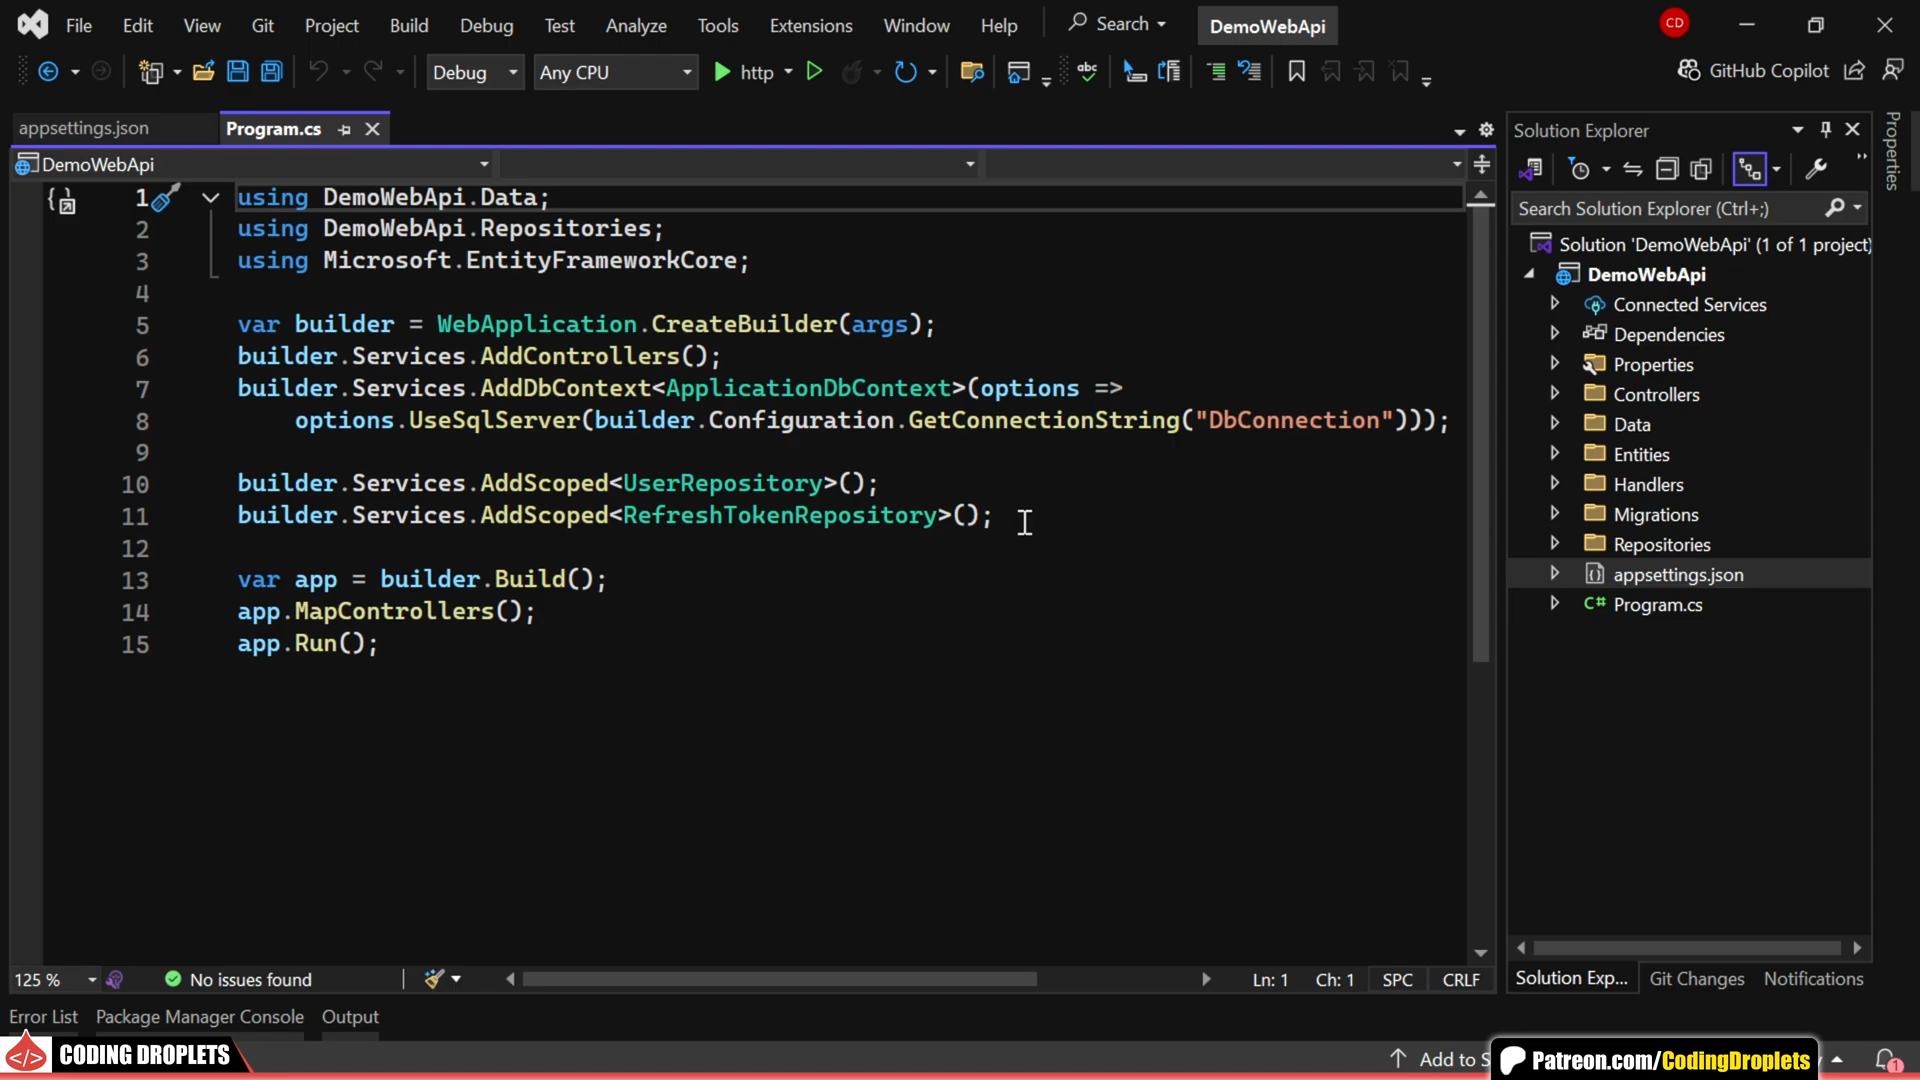 File Edit View Git Project Build Debug Test Analyze Tools Extensions Window Help Search DemoWebApi CD
Debug Any CPU http GitHub Copilot
appsettings.json Program.cs
DemoWebApi
1 using DemoWebApi.Data;
2 using DemoWebApi.Repositories;
3 using Microsoft.EntityFrameworkCore;
4
5 var builder = WebApplication.CreateBuilder(args);
6 builder.Services.AddControllers();
7 builder.Services.AddDbContext<ApplicationDbContext>(options =>
8 options.UseSqlServer(builder.Configuration.GetConnectionString("DbConnection")));
9
10 builder.Services.AddScoped<UserRepository>();
11 builder.Services.AddScoped<RefreshTokenRepository>();
12
13 var app = builder.Build();
14 app.MapControllers();
15 app.Run();
Solution Explorer
Search Solution Explorer (Ctrl+;)
Solution 'DemoWebApi' (1 of 1 project)
DemoWebApi
Connected Services
Dependencies
Properties
Controllers
Data
Entities
Handlers
Migrations
Repositories
appsettings.json
C# Program.cs
Properties
125 % No issues found Ln: 1 Ch: 1 SPC CRLF
Solution Exp... Git Changes Notifications
Error List Package Manager Console Output
CODING DROPLETS
Add to S
Patreon.com/CodingDroplets
1